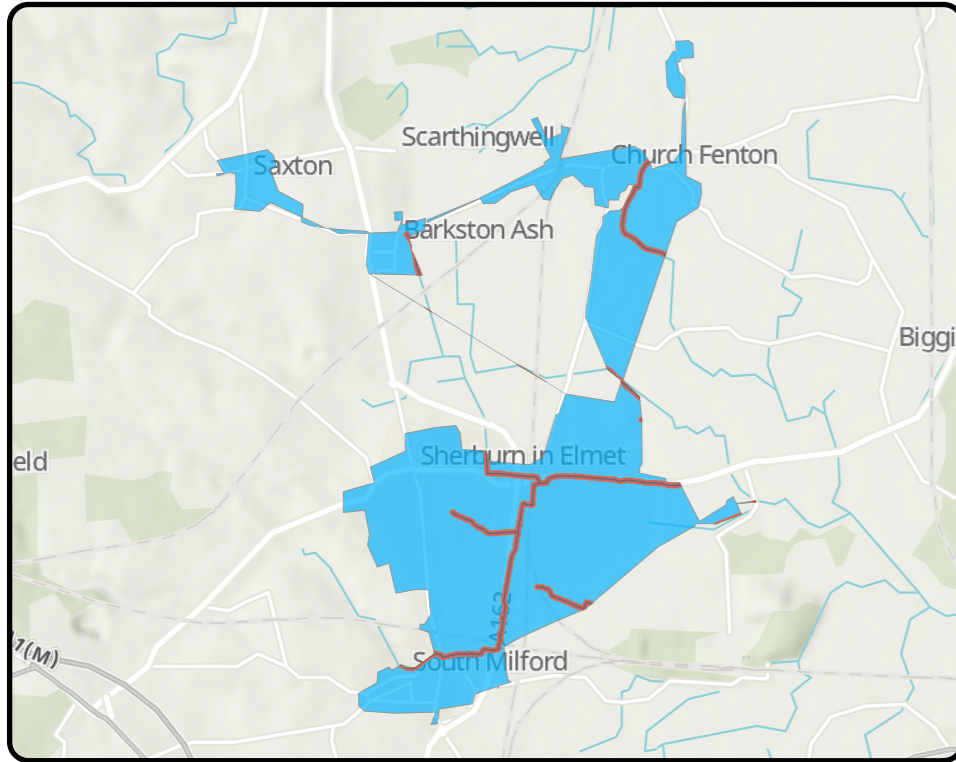 Scarthingwell
Church Fenton
Saxton
Barkston Ash
Biggi
Sherburn in Elmet
eld
A162
South Milford
1(M)